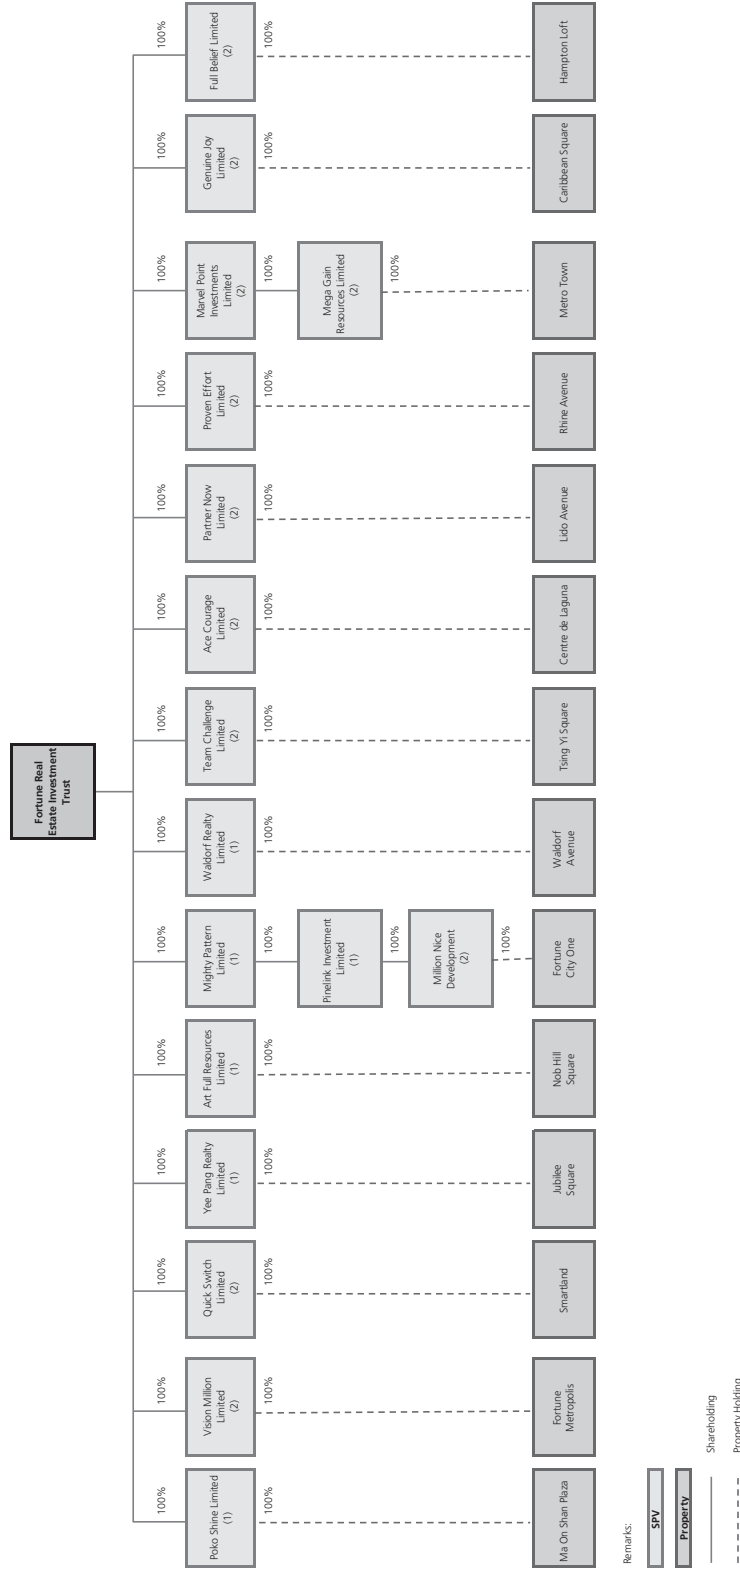 Fortune Real
Estate Investment
Trust
100%
100%
100%
100%
100%
100%
100%
100%
100%
100%
100%
100%
100%
100%
Poko Shine Limited
(1)
Vision Million
Limited
(2)
Quick Switch
Limited
(2)
Yee Pang Realty
Limited
(1)
Art Full Resources
Limited
(1)
Mighty Pattern
Limited
(1)
Waldorf Realty
Limited
(1)
Team Challenge
Limited
(2)
Ace Courage
Limited
(2)
Partner Now
Limited
(2)
Proven Effort
Limited
(2)
Marvel Point
Investments
Limited
(2)
Genuine Joy
Limited
(2)
Full Belief Limited
(2)
100%
100%
100%
100%
100%
100%
100%
100%
100%
100%
100%
100%
100%
100%
Pinelink Investment
Limited
(1)
Mega Gain
Resources Limited
(2)
100%
100%
Million Nice
Development
(2)
100%
Ma On Shan Plaza
Fortune
Metropolis
Smartland
Jubilee
Square
Nob Hill
Square
Fortune
City One
Waldorf
Avenue
Tsing Yi Square
Centre de Laguna
Lido Avenue
Rhine Avenue
Metro Town
Caribbean Square
Hampton Loft
Remarks:
SPV
Property
Shareholding
Property Holding